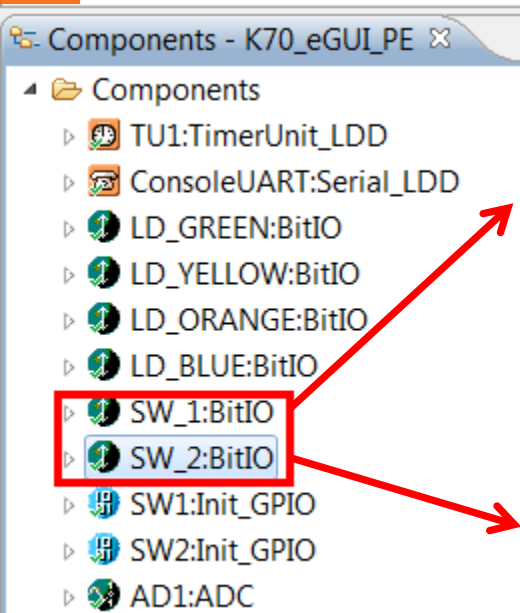 Components - K70_eGUI_PE
Components
TU1:TimerUnit_LDD
ConsoleUART:Serial_LDD
LD_GREEN:BitIO
LD_YELLOW:BitIO
LD_ORANGE:BitIO
LD_BLUE:BitIO
SW_1:BitIO
SW_2:BitIO
SW1:Init_GPIO
SW2:Init_GPIO
AD1:ADC